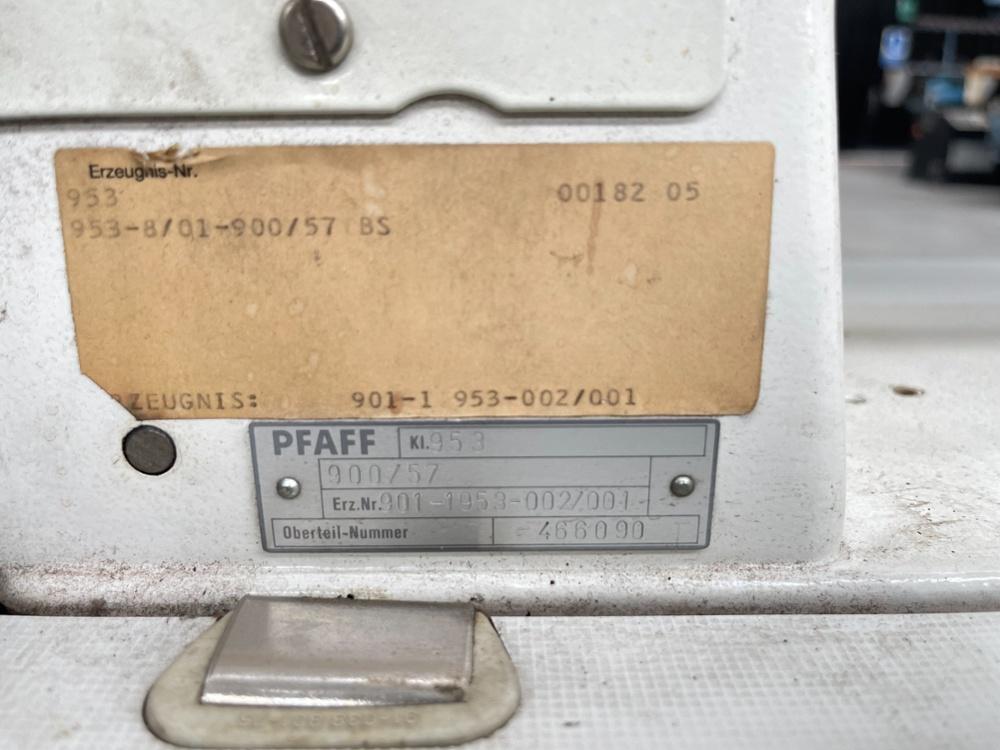 Erzeugnis-Nr.
953 00182 05
953-8/01-900/57 BS
ZEUGNIS: 901-1 953-002/001
PFAFF Kl. 953
900/57
Erz.Nr. 901-1953-002/001
Oberteil-Nummer 466090